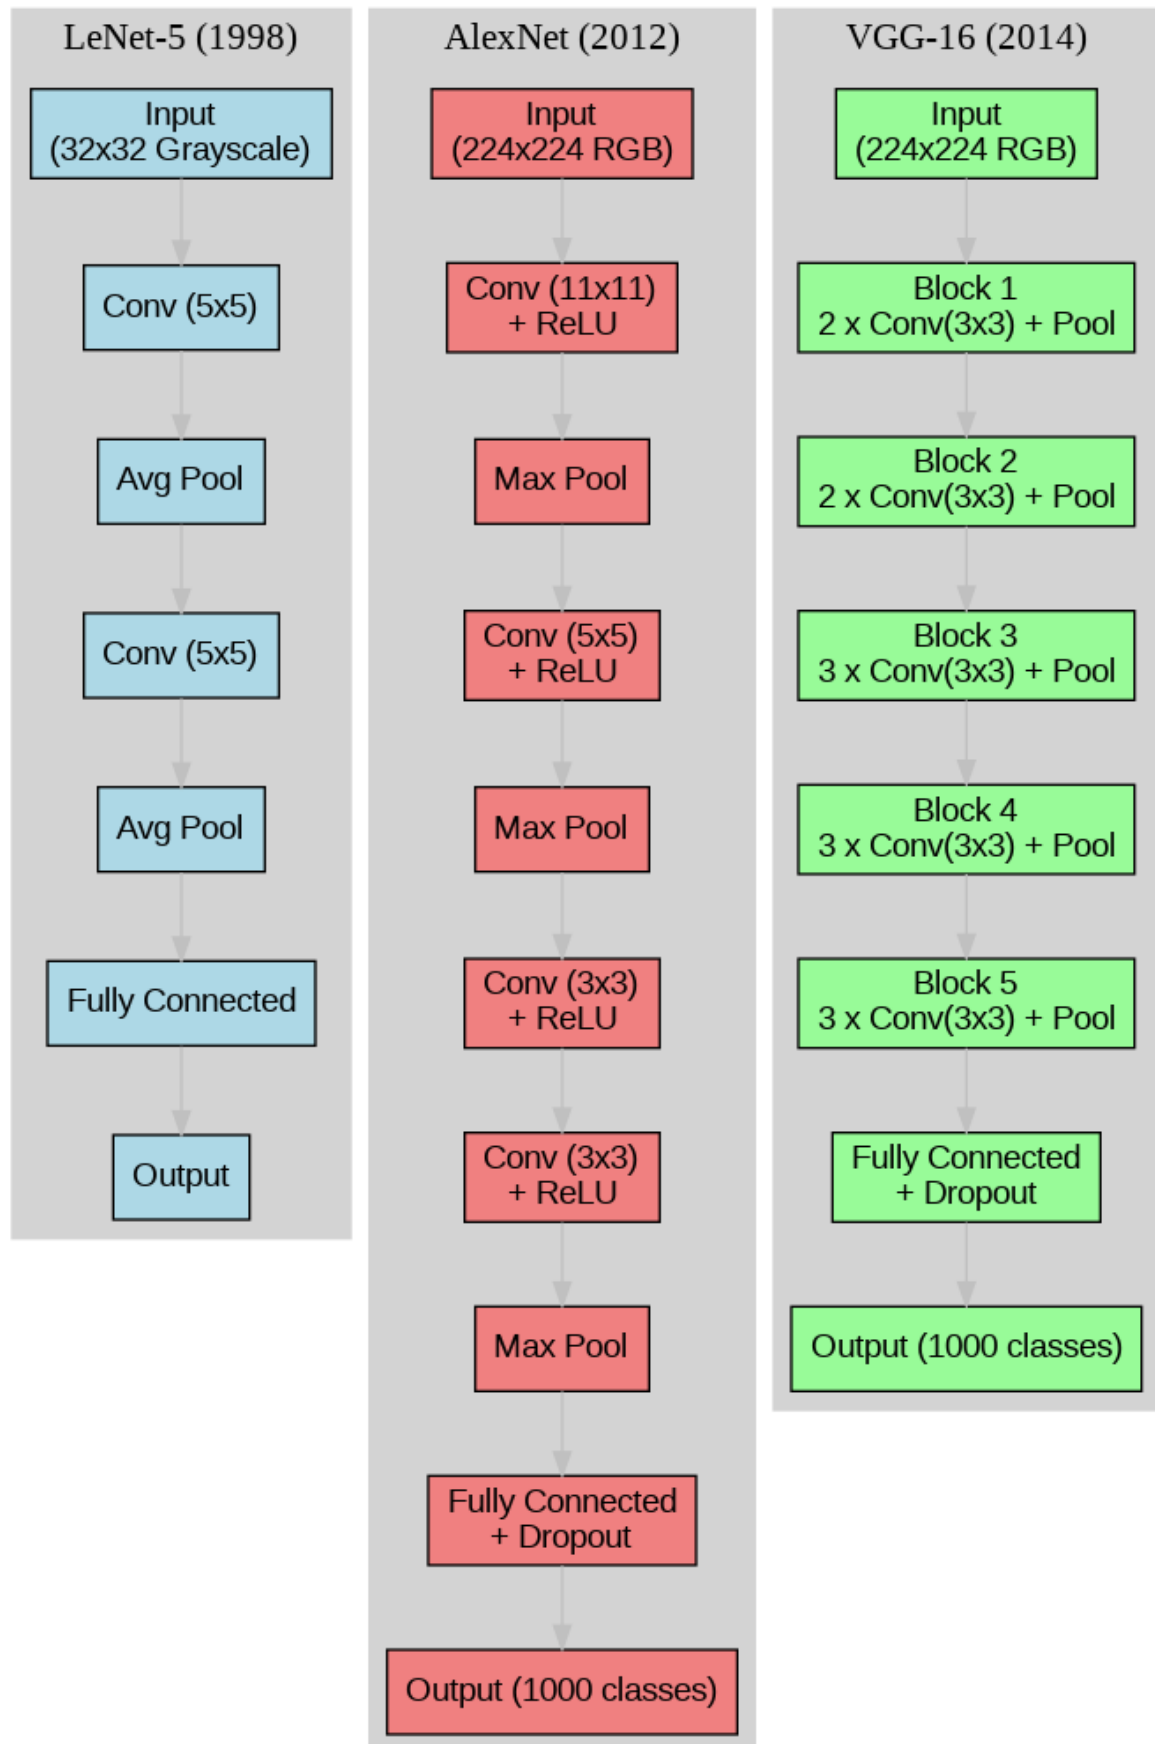 LeNet-5 (1998)
Input
(32x32 Grayscale)
Conv (5x5)
Avg Pool
Conv (5x5)
Avg Pool
Fully Connected
Output
AlexNet (2012)
Input
(224x224 RGB)
Conv (11x11)
+ ReLU
Max Pool
Conv (5x5)
+ ReLU
Max Pool
Conv (3x3)
+ ReLU
Conv (3x3)
+ ReLU
Max Pool
Fully Connected
+ Dropout
Output (1000 classes)
VGG-16 (2014)
Input
(224x224 RGB)
Block 1
2 x Conv(3x3) + Pool
Block 2
2 x Conv(3x3) + Pool
Block 3
3 x Conv(3x3) + Pool
Block 4
3 x Conv(3x3) + Pool
Block 5
3 x Conv(3x3) + Pool
Fully Connected
+ Dropout
Output (1000 classes)